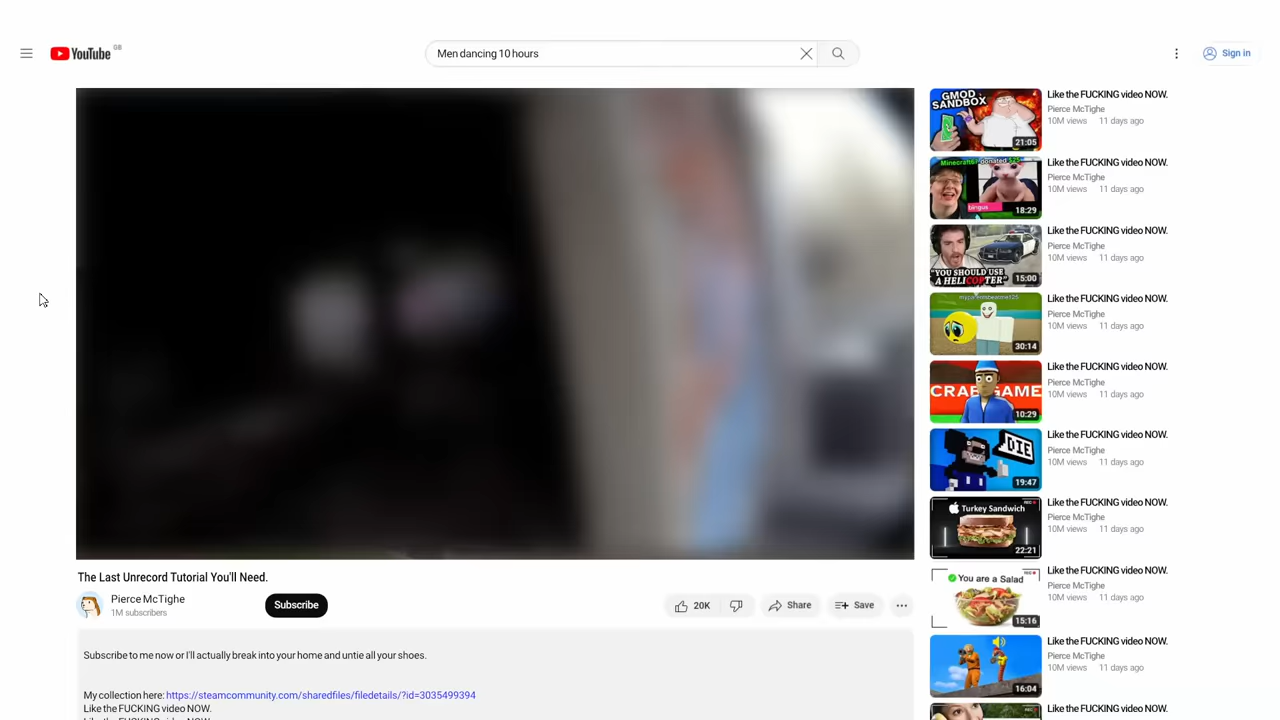 YouTube GB
Men dancing 10 hours
Sign in
The Last Unrecord Tutorial You'll Need.
Pierce McTighe
1M subscribers
Subscribe
20K
Share
Save
Subscribe to me now or I'll actually break into your home and untie all your shoes.
My collection here: https://steamcommunity.com/sharedfiles/filedetails/?id=3035499394
Like the FUCKING video NOW.
Like the FUCKING video NOW.
GMOD
SANDBOX
21:05
Like the FUCKING video NOW.
Pierce McTighe
10M views 11 days ago
bingus
18:29
Like the FUCKING video NOW.
Pierce McTighe
10M views 11 days ago
"YOU SHOULD USE
A HELICOPTER"
15:00
Like the FUCKING video NOW.
Pierce McTighe
10M views 11 days ago
30:14
Like the FUCKING video NOW.
Pierce McTighe
10M views 11 days ago
CRAB GAME
10:29
Like the FUCKING video NOW.
Pierce McTighe
10M views 11 days ago
DIE
19:47
Like the FUCKING video NOW.
Pierce McTighe
10M views 11 days ago
REC
Turkey Sandwich
22:21
Like the FUCKING video NOW.
Pierce McTighe
10M views 11 days ago
REC
You are a Salad
15:16
Like the FUCKING video NOW.
Pierce McTighe
10M views 11 days ago
16:04
Like the FUCKING video NOW.
Pierce McTighe
10M views 11 days ago
Like the FUCKING video NOW.